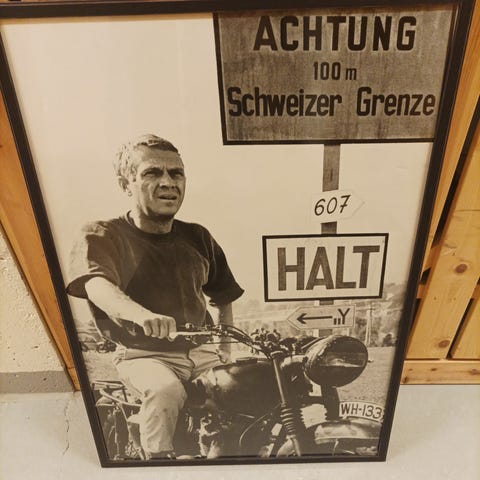 ACHTUNG
100 m
Schweizer Grenze
607
HALT
Y
WH-133